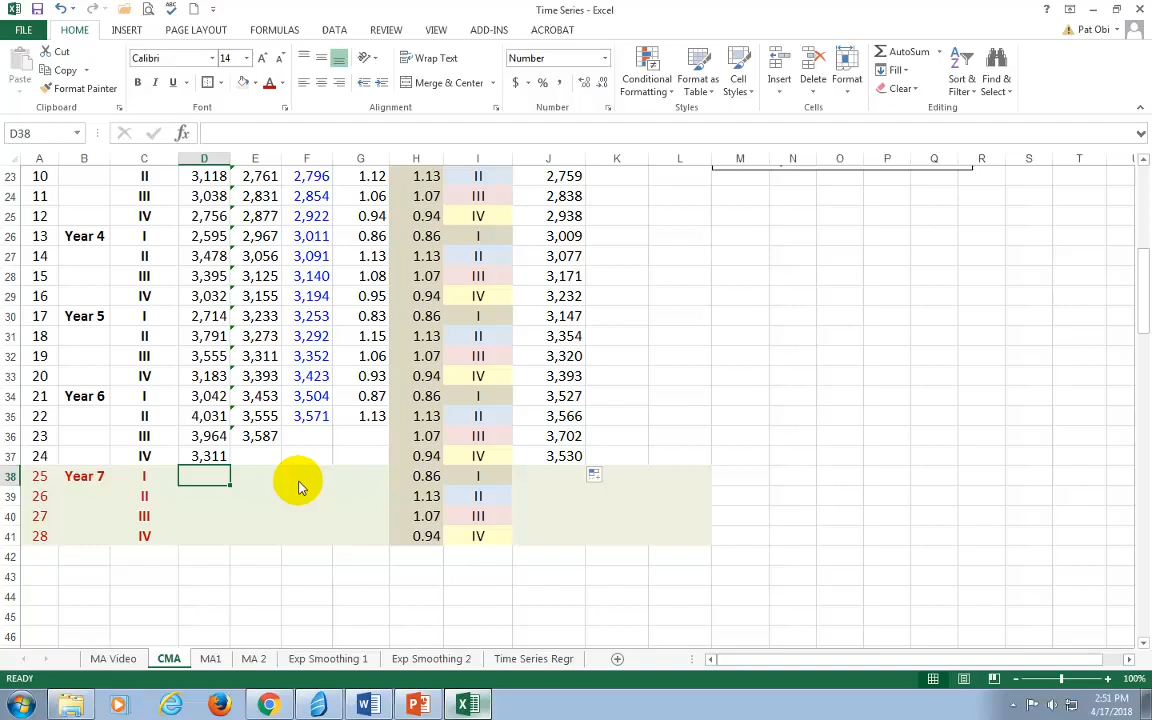 Time Series - Excel
FILE HOME INSERT PAGE LAYOUT FORMULAS DATA REVIEW VIEW ADD-INS ACROBAT Pat Obi
Paste Cut Copy Format Painter Clipboard
Calibri 14 B I U Font
Wrap Text Merge & Center Alignment
Number $ % , Number
Conditional Formatting Format as Table Cell Styles Styles
Insert Delete Format Cells
AutoSum Fill Clear Sort & Filter Find & Select Editing
D38 fx
A B C D E F G H I J K L M N O P Q R S T U
23 10 II 3,118 2,761 2,796 1.12 1.13 II 2,759
24 11 III 3,038 2,831 2,854 1.06 1.07 III 2,838
25 12 IV 2,756 2,877 2,922 0.94 0.94 IV 2,938
26 13 Year 4 I 2,595 2,967 3,011 0.86 0.86 I 3,009
27 14 II 3,478 3,056 3,091 1.13 1.13 II 3,077
28 15 III 3,395 3,125 3,140 1.08 1.07 III 3,171
29 16 IV 3,032 3,155 3,194 0.95 0.94 IV 3,232
30 17 Year 5 I 2,714 3,233 3,253 0.83 0.86 I 3,147
31 18 II 3,791 3,273 3,292 1.15 1.13 II 3,354
32 19 III 3,555 3,311 3,352 1.06 1.07 III 3,320
33 20 IV 3,183 3,393 3,423 0.93 0.94 IV 3,393
34 21 Year 6 I 3,042 3,453 3,504 0.87 0.86 I 3,527
35 22 II 4,031 3,555 3,571 1.13 1.13 II 3,566
36 23 III 3,964 3,587 1.07 III 3,702
37 24 IV 3,311 0.94 IV 3,530
38 25 Year 7 I 0.86 I
39 26 II 1.13 II
40 27 III 1.07 III
41 28 IV 0.94 IV
42
43
44
45
46
MA Video CMA MA1 MA 2 Exp Smoothing 1 Exp Smoothing 2 Time Series Regr
READY 100%
2:51 PM
4/17/2018